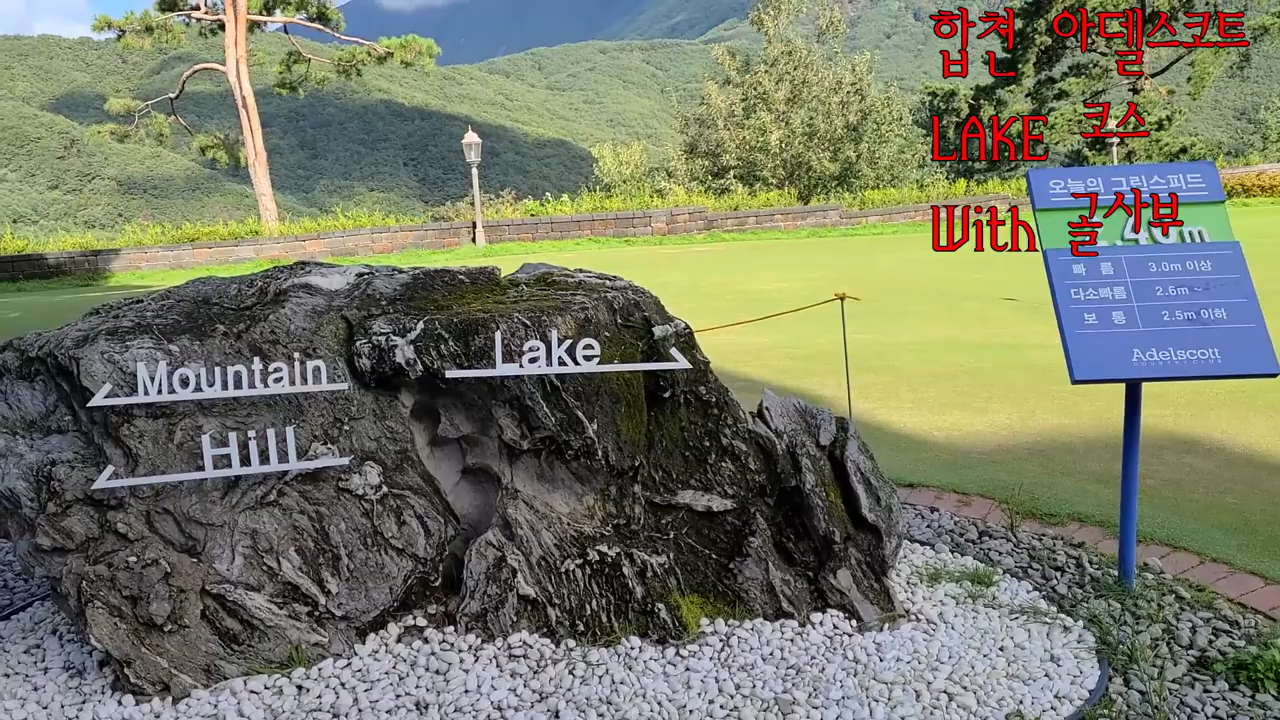 합천 아델스코트
LAKE 코스
With 골사부
Mountain
Hill
Lake
오늘의 그린스피드
빠 름 3.0m 이상
다소빠름 2.6m ~
보 통 2.5m 이하
Adelscott
COUNTRY CLUB